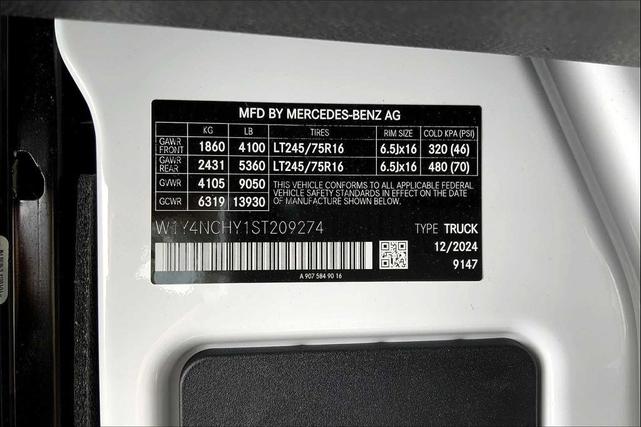 MFD BY MERCEDES-BENZ AG
KG LB TIRES RIM SIZE COLD KPA (PSI)
GAWR FRONT 1860 4100 LT245/75R16 6.5Jx16 320 (46)
GAWR REAR 2431 5360 LT245/75R16 6.5Jx16 480 (70)
GVWR 4105 9050 THIS VEHICLE CONFORMS TO ALL APPLICABLE FEDERAL
VEHICLE SAFETY STANDARDS IN EFFECT ON THE DATE
GCWR 6319 13930 OF MANUFACTURE SHOWN BELOW.
W1Y4NCHY1ST209274 TYPE TRUCK
12/2024
9147
A 907 584 90 16